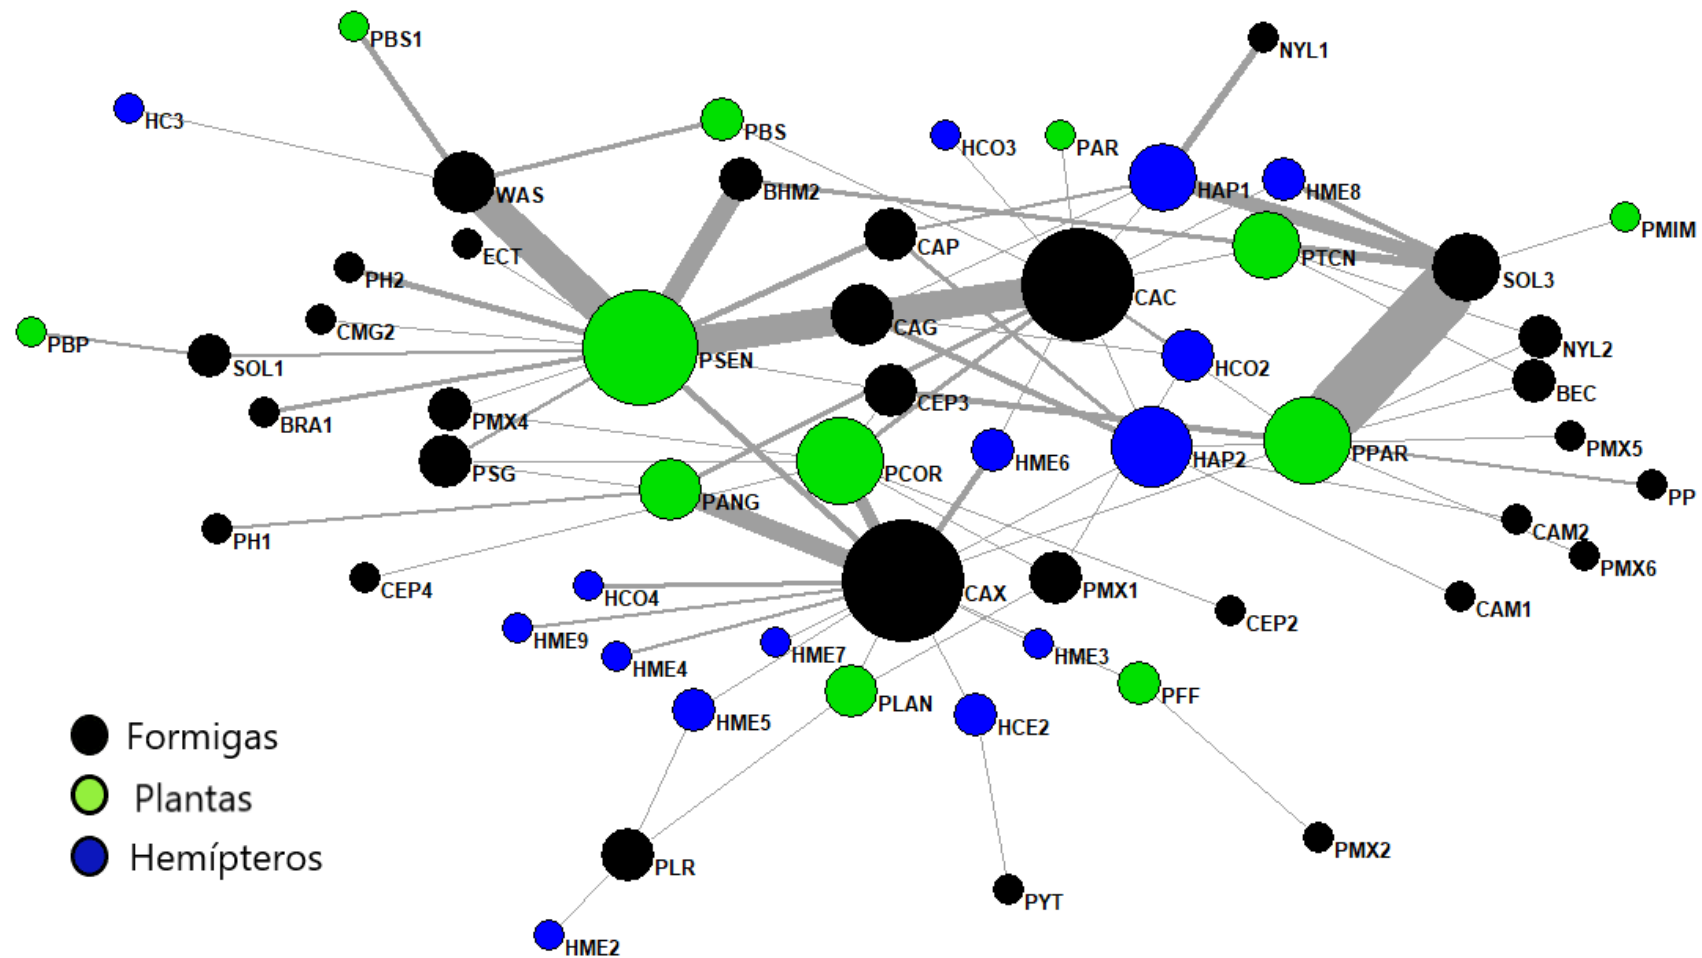 PBS1
NYL1
HC3
PBS
HCO3
PAR
WAS
BHM2
HAP1
HME8
PMIM
ECT
CAP
PTCN
SOL3
PH2
CAC
CMG2
CAG
PBP
SOL1
PSEN
HCO2
NYL2
BEC
BRA1
PMX4
CEP3
PMX5
PSG
PCOR
HME6
HAP2
PPAR
PP
PANG
PH1
CAM2
PMX6
CEP4
HCO4
CAX
PMX1
CAM1
CEP2
HME9
HME4
HME7
HME3
PFF
HME5
PLAN
HCE2
Formigas
Plantas
Hemípteros
PLR
PMX2
PYT
HME2